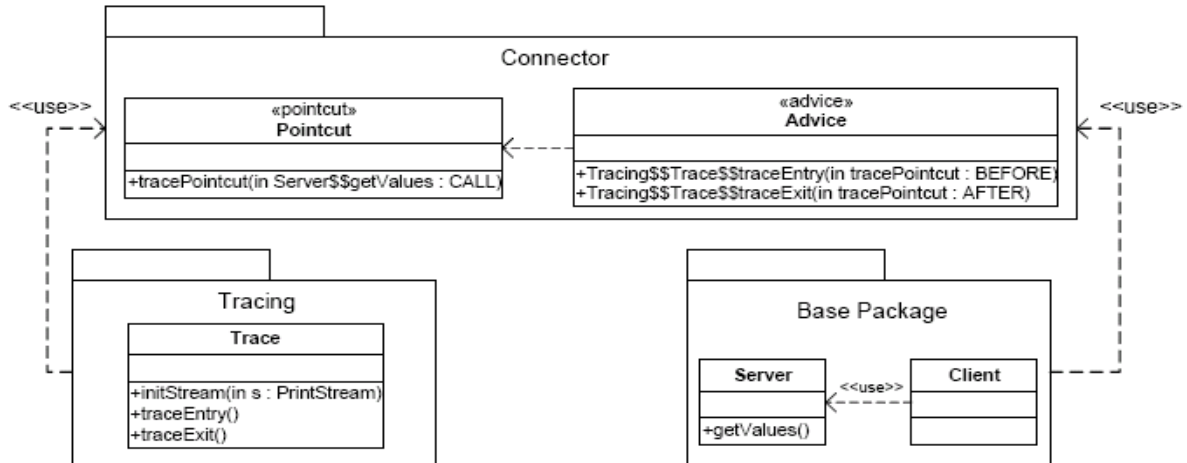 Connector
<<use>>
<<use>>
«pointcut»
Pointcut
+tracePointcut(in Server$$getValues : CALL)
«advice»
Advice
+Tracing$$Trace$$traceEntry(in tracePointcut : BEFORE)
+Tracing$$Trace$$traceExit(in tracePointcut : AFTER)
Tracing
Trace
+initStream(in s : PrintStream)
+traceEntry()
+traceExit()
Base Package
Server
+getValues()
<<use>>
Client